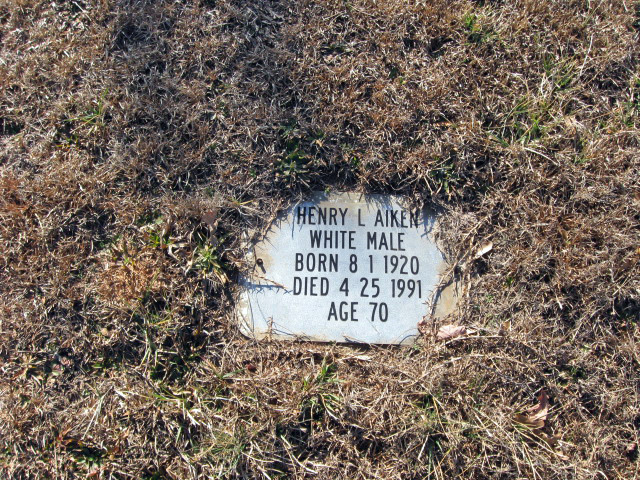 HENRY L AIKEN
WHITE MALE
BORN 8 1 1920
DIED 4 25 1991
AGE 70